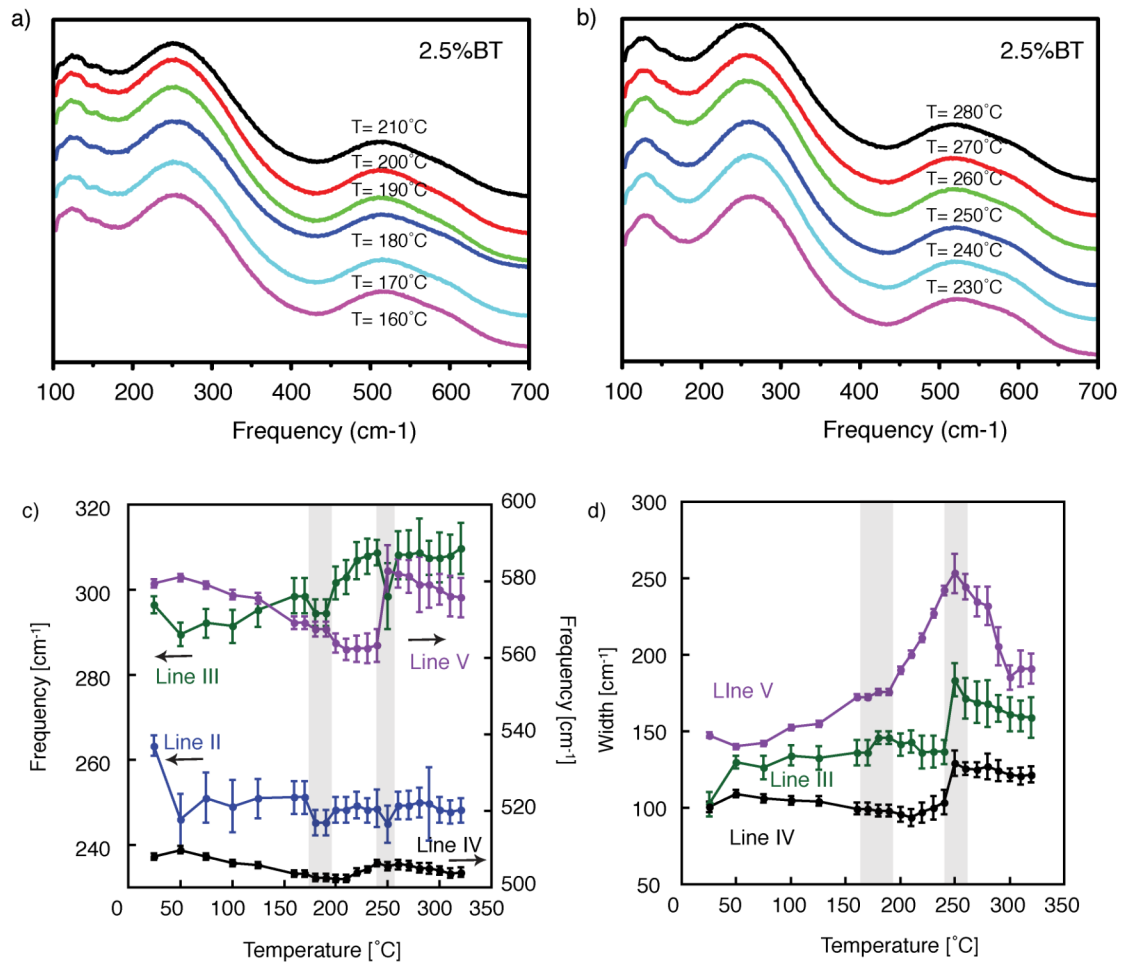 a)
2.5%BT
T= 210˚C
T= 200˚C
T= 190˚C
T= 180˚C
T= 170˚C
T= 160˚C
100 200 300 400 500 600 700
Frequency (cm-1)
b)
2.5%BT
T= 280˚C
T= 270˚C
T= 260˚C
T= 250˚C
T= 240˚C
T= 230˚C
100 200 300 400 500 600 700
Frequency (cm-1)
c)
320
300
280
260
240
Frequency [cm-1]
600
580
560
540
520
500
Frequency [cm-1]
Line III
Line V
Line II
Line IV
0 50 100 150 200 250 300 350
Temperature [˚C]
d)
300
250
200
150
100
50
Width [cm-1]
LIne V
Line III
Line IV
0 50 100 150 200 250 300 350
Temperature [˚C]